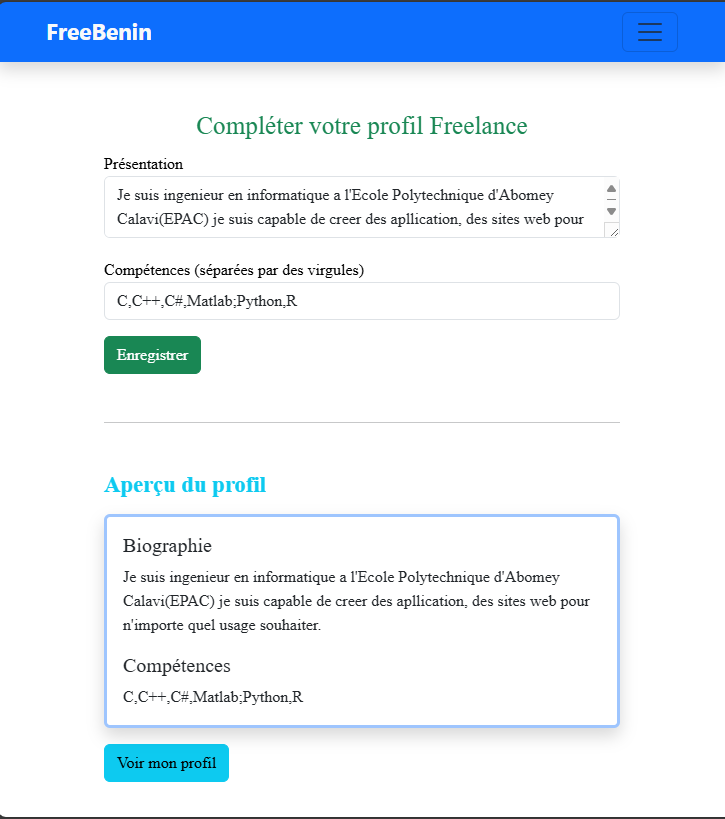 FreeBenin
Compléter votre profil Freelance
Présentation
Je suis ingenieur en informatique a l'Ecole Polytechnique d'Abomey
Calavi(EPAC) je suis capable de creer des apllication, des sites web pour
Compétences (séparées par des virgules)
C,C++,C#,Matlab;Python,R
Enregistrer
Aperçu du profil
Biographie
Je suis ingenieur en informatique a l'Ecole Polytechnique d'Abomey
Calavi(EPAC) je suis capable de creer des apllication, des sites web pour
n'importe quel usage souhaiter.
Compétences
C,C++,C#,Matlab;Python,R
Voir mon profil